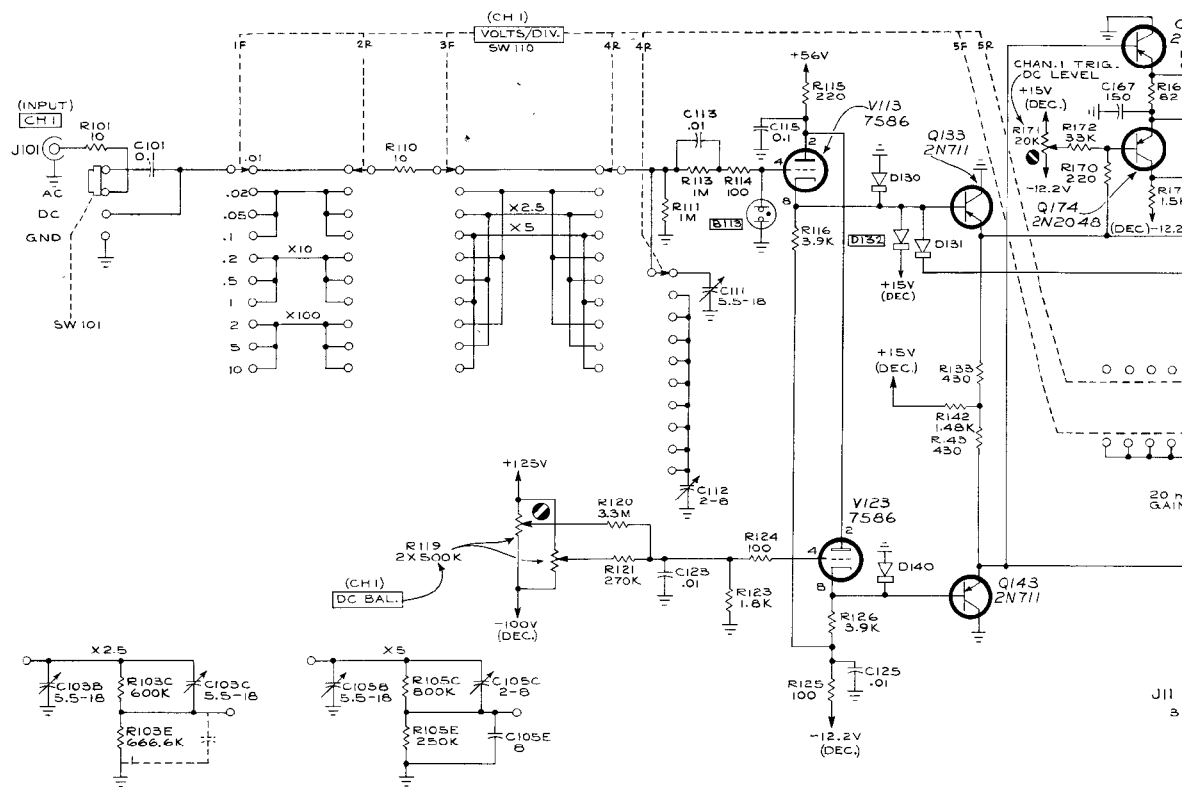 (CH 1)
VOLTS/DIV.
SW 110
1F
2R
3F
4R
4R
5F
5R
(INPUT)
CH 1
J101
R101
10
C101
0.1
AC
DC
GND
SW 101
.01
.02
.05
.1
.2
.5
1
2
5
10
X10
X100
R110
10
X2.5
X5
C113
.01
R113
1M
R114
100
R111
1M
+56V
R115
220
C115
0.1
V113
7586
2
4
8
B113
R116
3.9K
D130
D132
D131
+15V
(DEC)
Q133
2N711
CHAN.1 TRIG.
DC LEVEL
+15V
(DEC.)
R171
20K
-12.2V
R172
33K
R170
220
C167
150
R16
82
Q174
2N2048
R17
1.5K
(DEC)-12.2
C111
5.5-18
C112
2-8
+15V
(DEC.)
R133
430
R142
1.48K
R143
430
20
GAIN
+125V
R119
2X500K
(CH 1)
DC BAL.
-100V
(DEC.)
R120
3.3M
R121
270K
C123
.01
R123
1.8K
R124
100
V123
7586
2
4
8
D140
Q143
2N711
R126
3.9K
C125
.01
R125
100
-12.2V
(DEC.)
X2.5
C103B
5.5-18
R103C
600K
C103C
5.5-18
R103E
666.6K
X5
C105B
5.5-18
R105C
800K
C105C
2-8
R105E
250K
C105E
8
J11